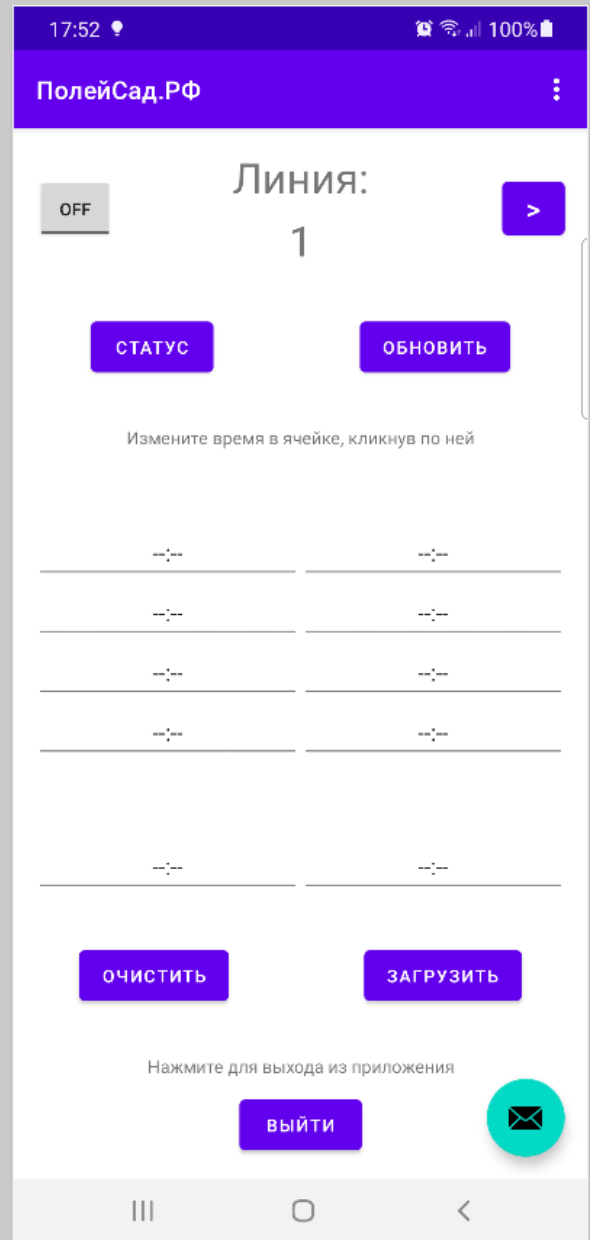 17:52 100%
ПолейСад.РФ
Линия:
OFF >
1
СТАТУС ОБНОВИТЬ
Измените время в ячейке, кликнув по ней
--:-- --:--
--:-- --:--
--:-- --:--
--:-- --:--
--:-- --:--
ОЧИСТИТЬ ЗАГРУЗИТЬ
Нажмите для выхода из приложения
ВЫЙТИ